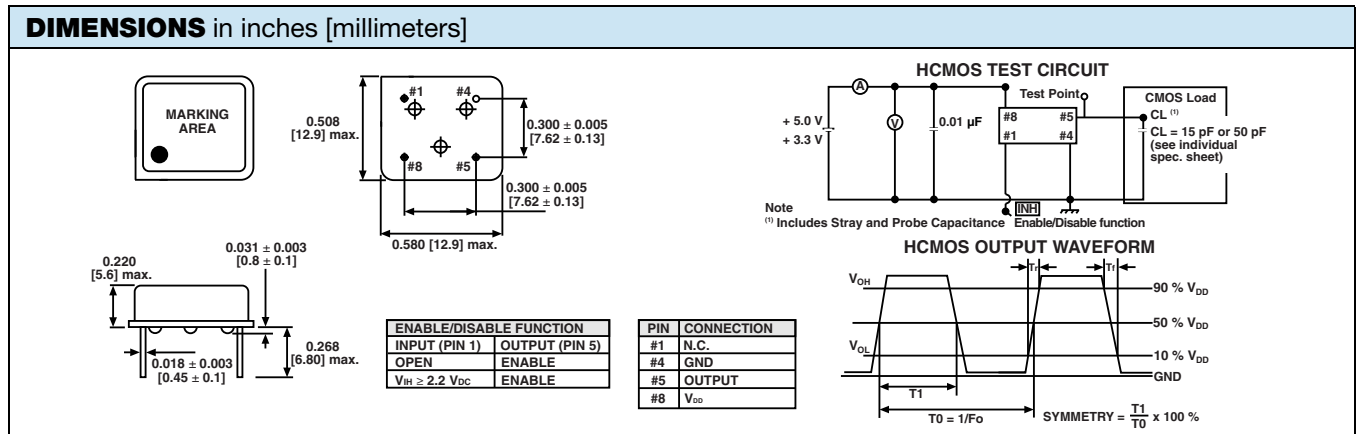 DIMENSIONS in inches [millimeters]
MARKING
AREA
0.508
[12.9] max.
#1
#4
#8
#5
0.300 ± 0.005
[7.62 ± 0.13]
0.300 ± 0.005
[7.62 ± 0.13]
0.580 [12.9] max.
0.220
[5.6] max.
0.031 ± 0.003
[0.8 ± 0.1]
0.018 ± 0.003
[0.45 ± 0.1]
0.268
[6.80] max.
ENABLE/DISABLE FUNCTION
INPUT (PIN 1) OUTPUT (PIN 5)
OPEN ENABLE
VIH ≥ 2.2 VDC ENABLE
PIN CONNECTION
#1 N.C.
#4 GND
#5 OUTPUT
#8 VDD
HCMOS TEST CIRCUIT
A
V
+ 5.0 V
+ 3.3 V
0.01 µF
Test Point
#8 #5
#1 #4
CMOS Load
CL (1)
CL = 15 pF or 50 pF
(see individual
spec. sheet)
INH
Note
(1) Includes Stray and Probe Capacitance Enable/Disable function
HCMOS OUTPUT WAVEFORM
Tr
Tf
VOH
90 % VDD
50 % VDD
VOL
10 % VDD
GND
T1
T0 = 1/Fo
SYMMETRY = T1/T0 x 100 %